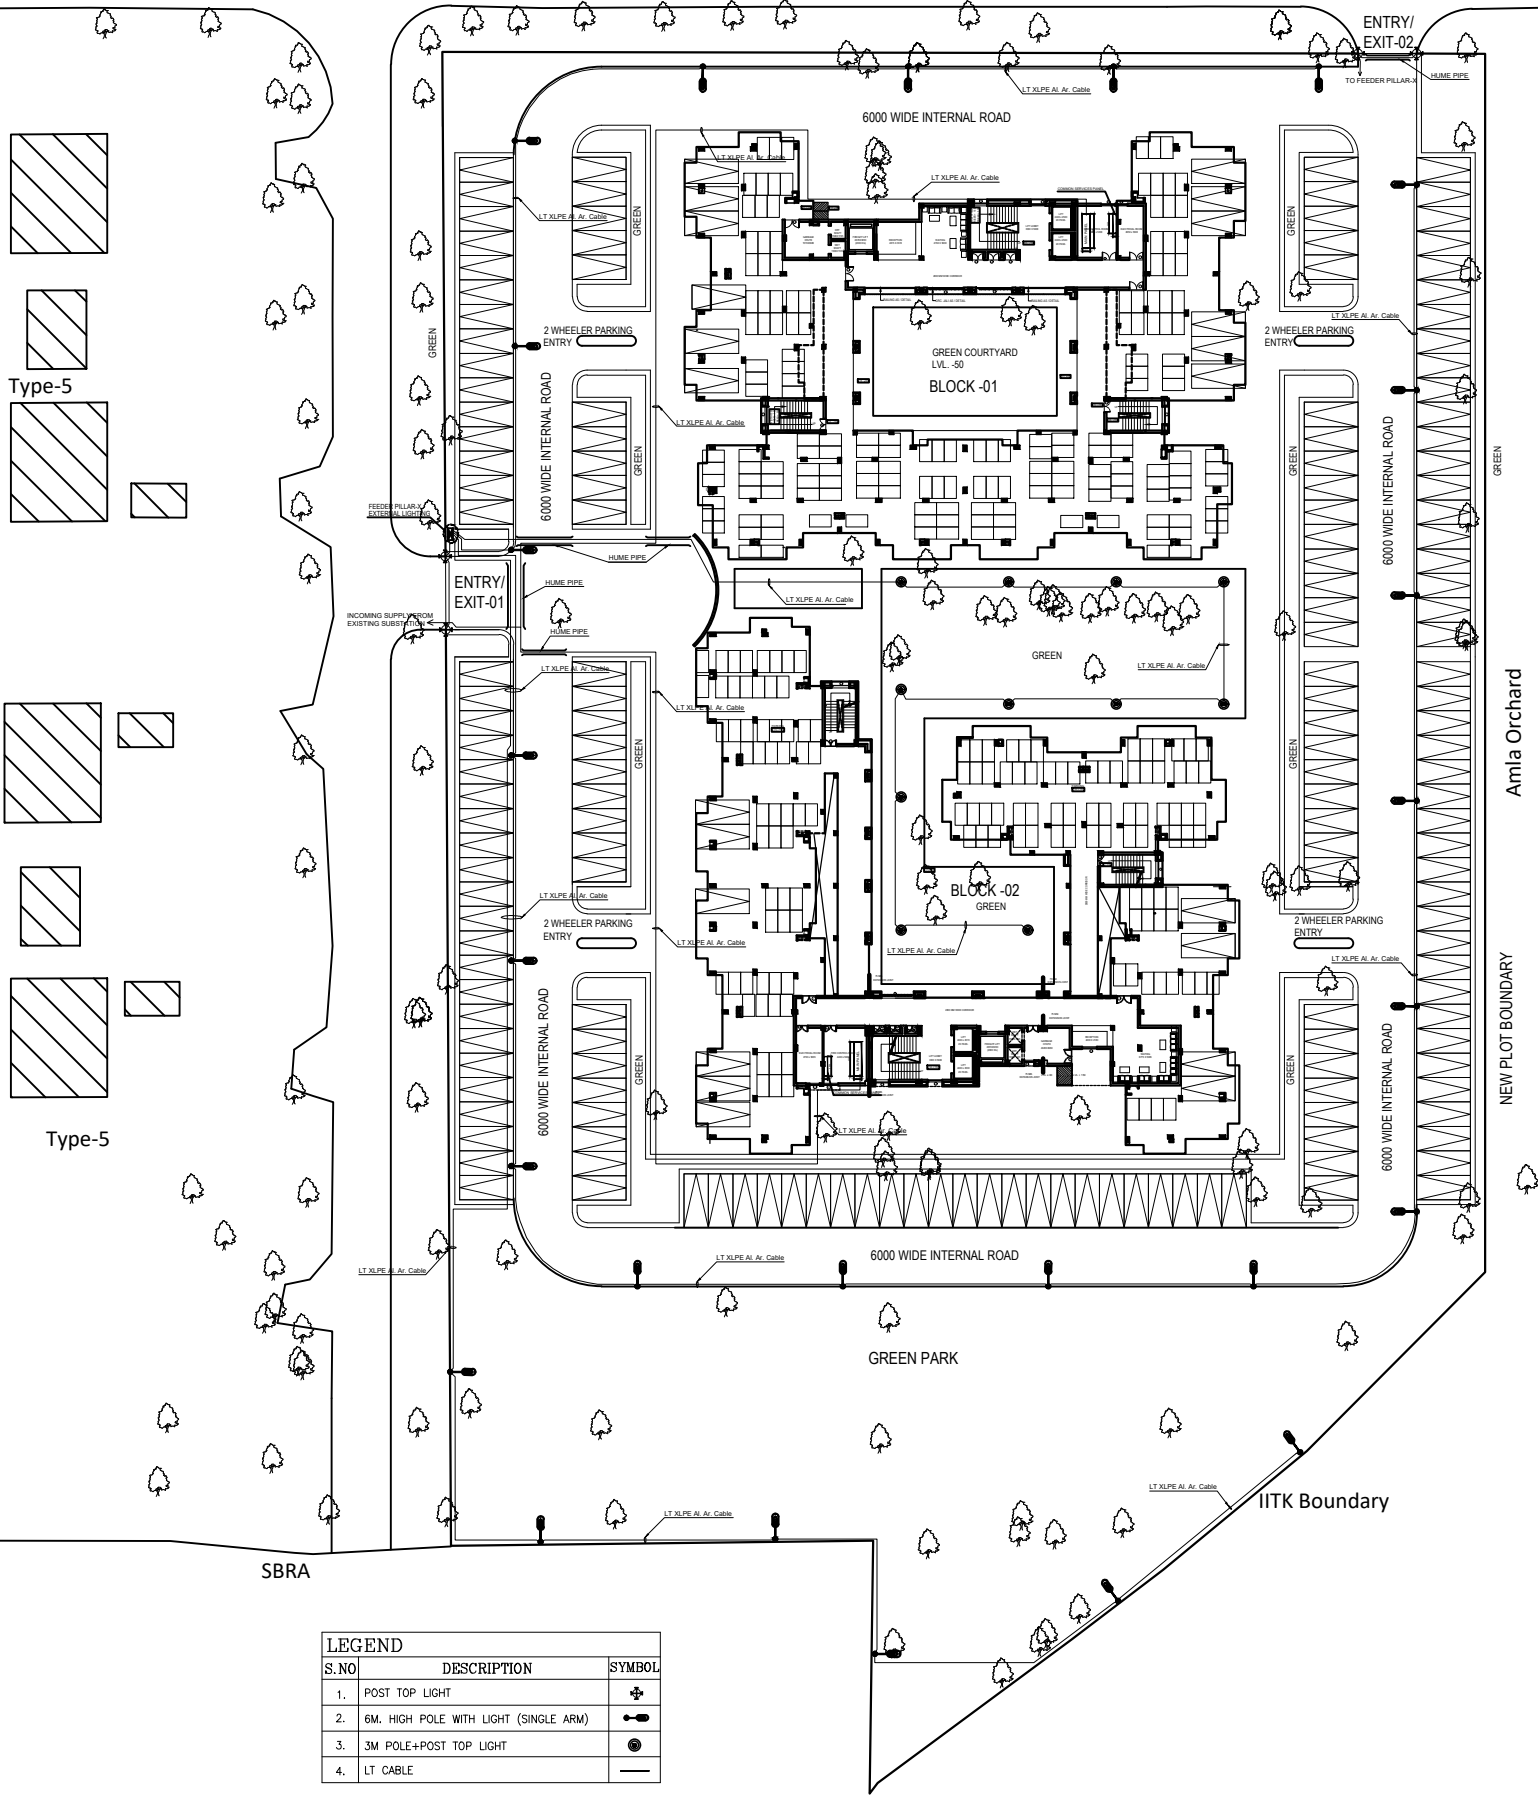 ENTRY/
EXIT-02
TO FEEDER PILLAR-X
HUME PIPE
LT XLPE Al. Ar. Cable
6000 WIDE INTERNAL ROAD
LT XLPE Al. Ar. Cable
LT XLPE Al. Ar. Cable
COMMON SERVICES PANEL
LT XLPE Al. Ar. Cable
GREEN
GREEN
LT XLPE Al. Ar. Cable
2 WHEELER PARKING
ENTRY
2 WHEELER PARKING
ENTRY
GREEN
GREEN COURTYARD
LVL. -50
BLOCK -01
Type-5
6000 WIDE INTERNAL ROAD
LT XLPE Al. Ar. Cable
GREEN
GREEN
6000 WIDE INTERNAL ROAD
GREEN
FEEDER PILLAR-X
EXTERNAL LIGHTING
HUME PIPE
ENTRY/
EXIT-01
HUME PIPE
LT XLPE Al. Ar. Cable
INCOMING SUPPLY FROM
EXISTING SUBSTATION
HUME PIPE
GREEN
LT XLPE Al. Ar. Cable
LT XLPE Al. Ar. Cable
LT XLPE Al. Ar. Cable
GREEN
GREEN
Amla Orchard
BLOCK -02
GREEN
LT XLPE Al. Ar. Cable
2 WHEELER PARKING
ENTRY
LT XLPE Al. Ar. Cable
LT XLPE Al. Ar. Cable
2 WHEELER PARKING
ENTRY
LT XLPE Al. Ar. Cable
6000 WIDE INTERNAL ROAD
GREEN
GREEN
6000 WIDE INTERNAL ROAD
NEW PLOT BOUNDARY
Type-5
LT XLPE Al. Ar. Cable
LT XLPE Al. Ar. Cable
LT XLPE Al. Ar. Cable
6000 WIDE INTERNAL ROAD
GREEN PARK
LT XLPE Al. Ar. Cable
IITK Boundary
LT XLPE Al. Ar. Cable
SBRA
LEGEND
S.NO DESCRIPTION SYMBOL
1. POST TOP LIGHT
2. 6M. HIGH POLE WITH LIGHT (SINGLE ARM)
3. 3M POLE+POST TOP LIGHT
4. LT CABLE